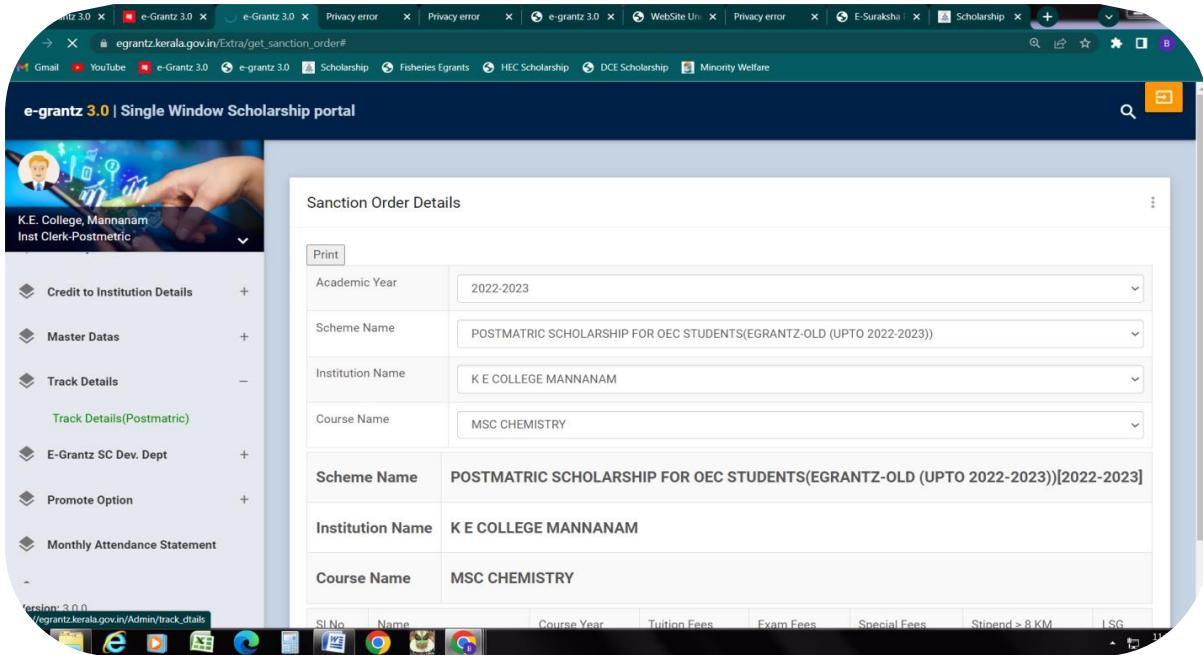 ntz 3.0 e-Grantz 3.0 e-Grantz 3.0 Privacy error Privacy error e-grantz 3.0 WebSite Un E-Suraksha Privacy error Scholarship
egrantz.kerala.gov.in/Extra/get_sanction_order#
Gmail YouTube e-Grantz 3.0 e-grantz 3.0 Scholarship Fisheries Egrants HEC Scholarship DCE Scholarship Minority Welfare
e-grantz 3.0 | Single Window Scholarship portal
K.E. College, Mannanam
Inst Clerk-Postmetric
Credit to Institution Details
Master Datas
Track Details
Track Details(Postmatric)
E-Grantz SC Dev. Dept
Promote Option
Monthly Attendance Statement
Version: 3.0.0
//egrantz.kerala.gov.in/Admin/track_dtails
Sanction Order Details
Print
Academic Year 2022-2023
Scheme Name POSTMATRIC SCHOLARSHIP FOR OEC STUDENTS(EGRANTZ-OLD (UPTO 2022-2023))
Institution Name K E COLLEGE MANNANAM
Course Name MSC CHEMISTRY
Scheme Name POSTMATRIC SCHOLARSHIP FOR OEC STUDENTS(EGRANTZ-OLD (UPTO 2022-2023))[2022-2023]
Institution Name K E COLLEGE MANNANAM
Course Name MSC CHEMISTRY
Sl.No Name Course Year Tuition Fees Exam Fees Special Fees Stipend > 8 KM LSG